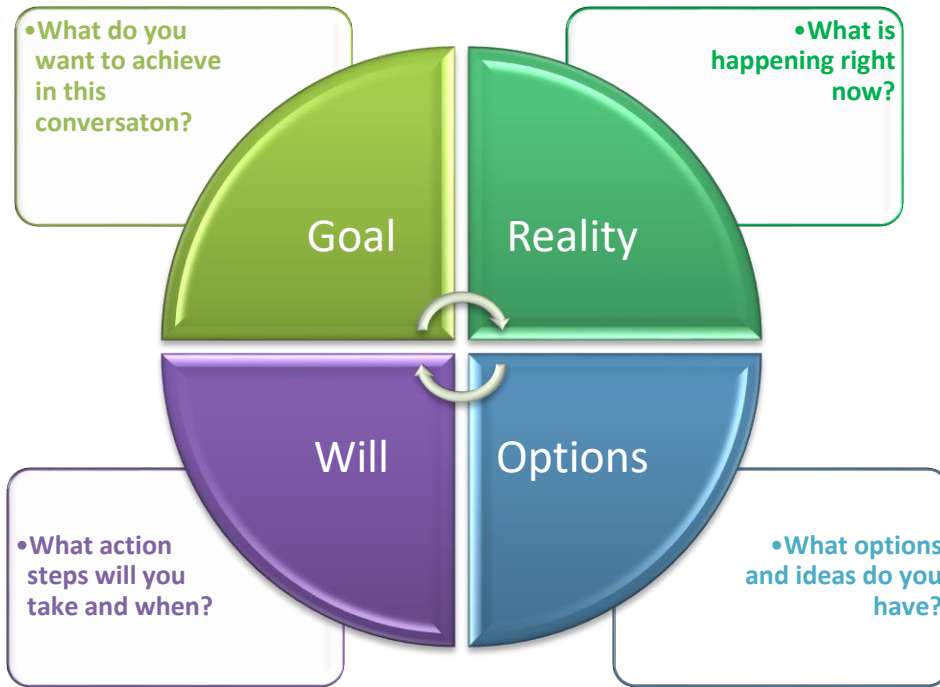 •What do you
want to achieve
in this
conversaton?
•What is
happening right
now?
Goal
Reality
Will
Options
•What action
steps will you
take and when?
•What options
and ideas do you
have?